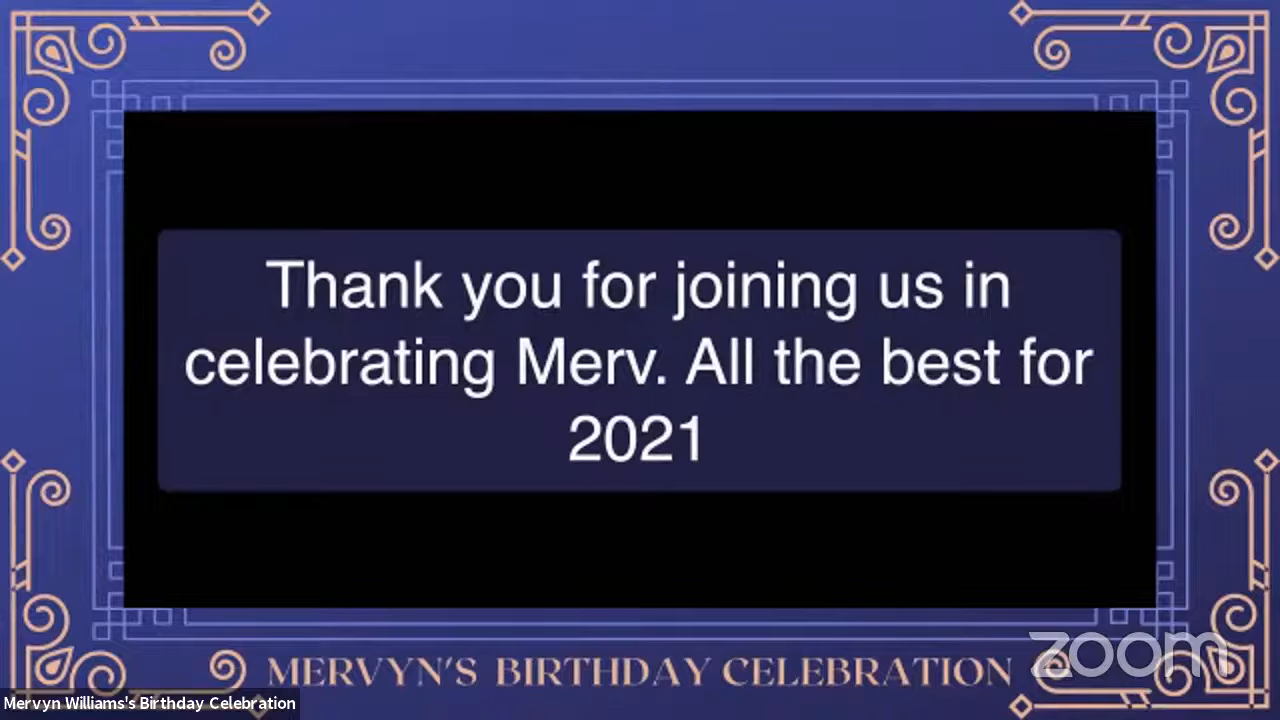 Thank you for joining us in
celebrating Merv. All the best for
2021
MERVYN'S BIRTHDAY CELEBRATION
zoom
Mervyn Williams's Birthday Celebration